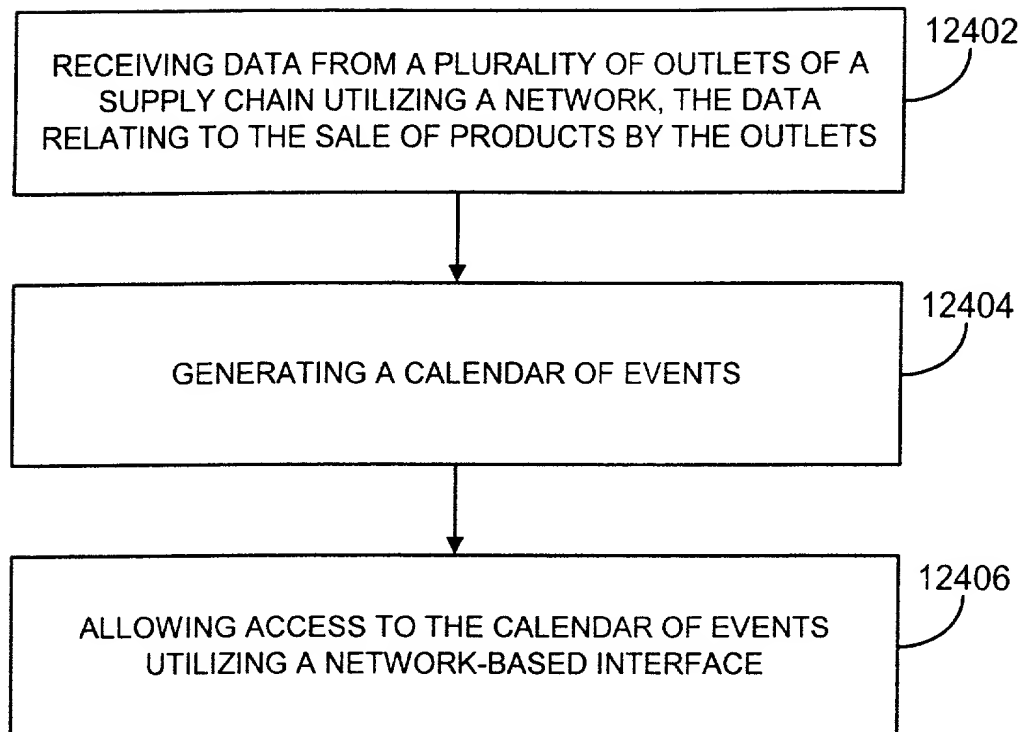 12402
RECEIVING DATA FROM A PLURALITY OF OUTLETS OF A
SUPPLY CHAIN UTILIZING A NETWORK, THE DATA
RELATING TO THE SALE OF PRODUCTS BY THE OUTLETS
12404
GENERATING A CALENDAR OF EVENTS
12406
ALLOWING ACCESS TO THE CALENDAR OF EVENTS
UTILIZING A NETWORK-BASED INTERFACE